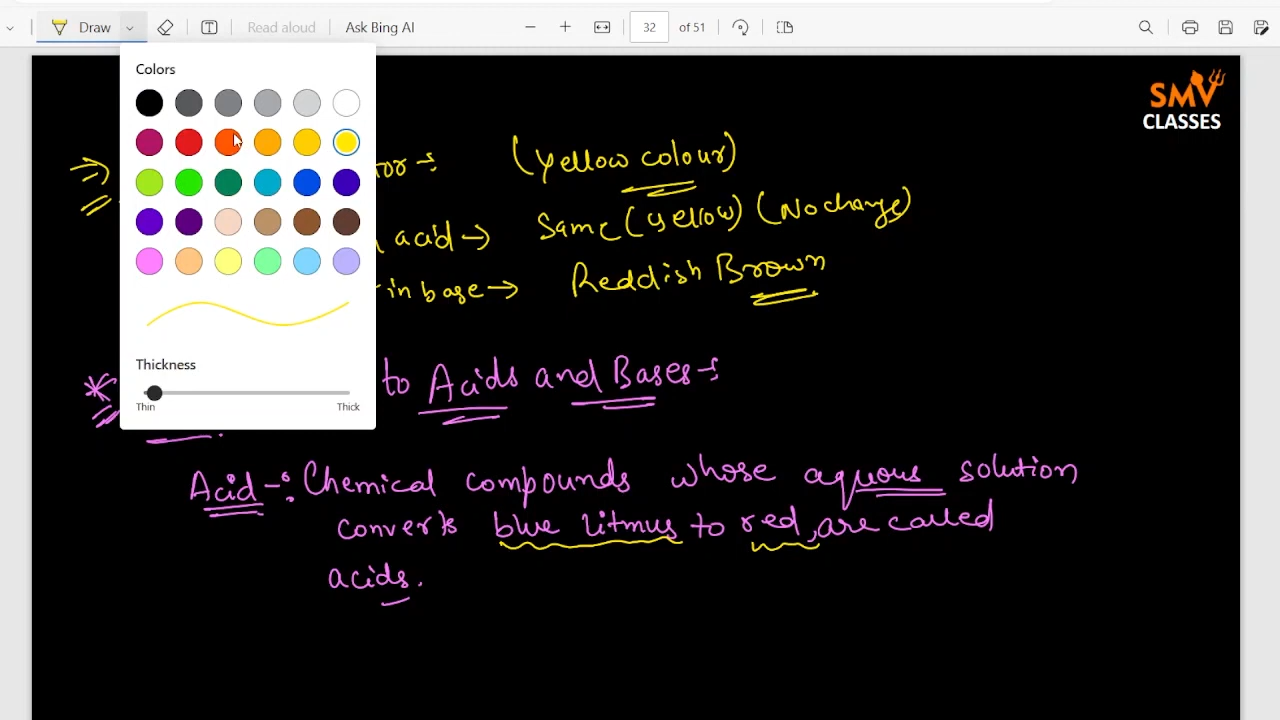 Draw
Read aloud
Ask Bing AI
32 of 51
Colors
SMV
CLASSES
or :- (Yellow colour)
acid → Same (yellow) (No change)
in base → Reddish Brown
Thickness
Thin Thick
to Acids and Bases :-
Acid :- Chemical compounds whose aquous solution
converts blue litmus to red, are called
acids.